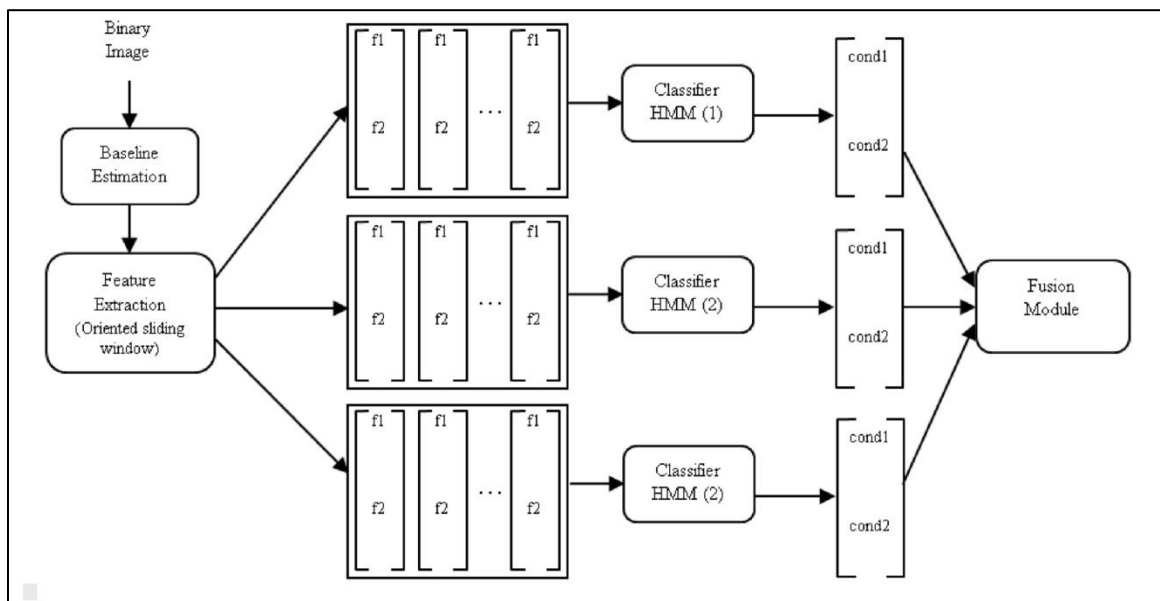 Binary
Image
Baseline
Estimation
Feature
Extraction
(Oriented sliding
window)
f1 f1 f1
...
f2 f2 f2
Classifier
HMM (1)
cond1
cond2
f1 f1 f1
...
f2 f2 f2
Classifier
HMM (2)
cond1
cond2
f1 f1 f1
...
f2 f2 f2
Classifier
HMM (2)
cond1
cond2
Fusion
Module